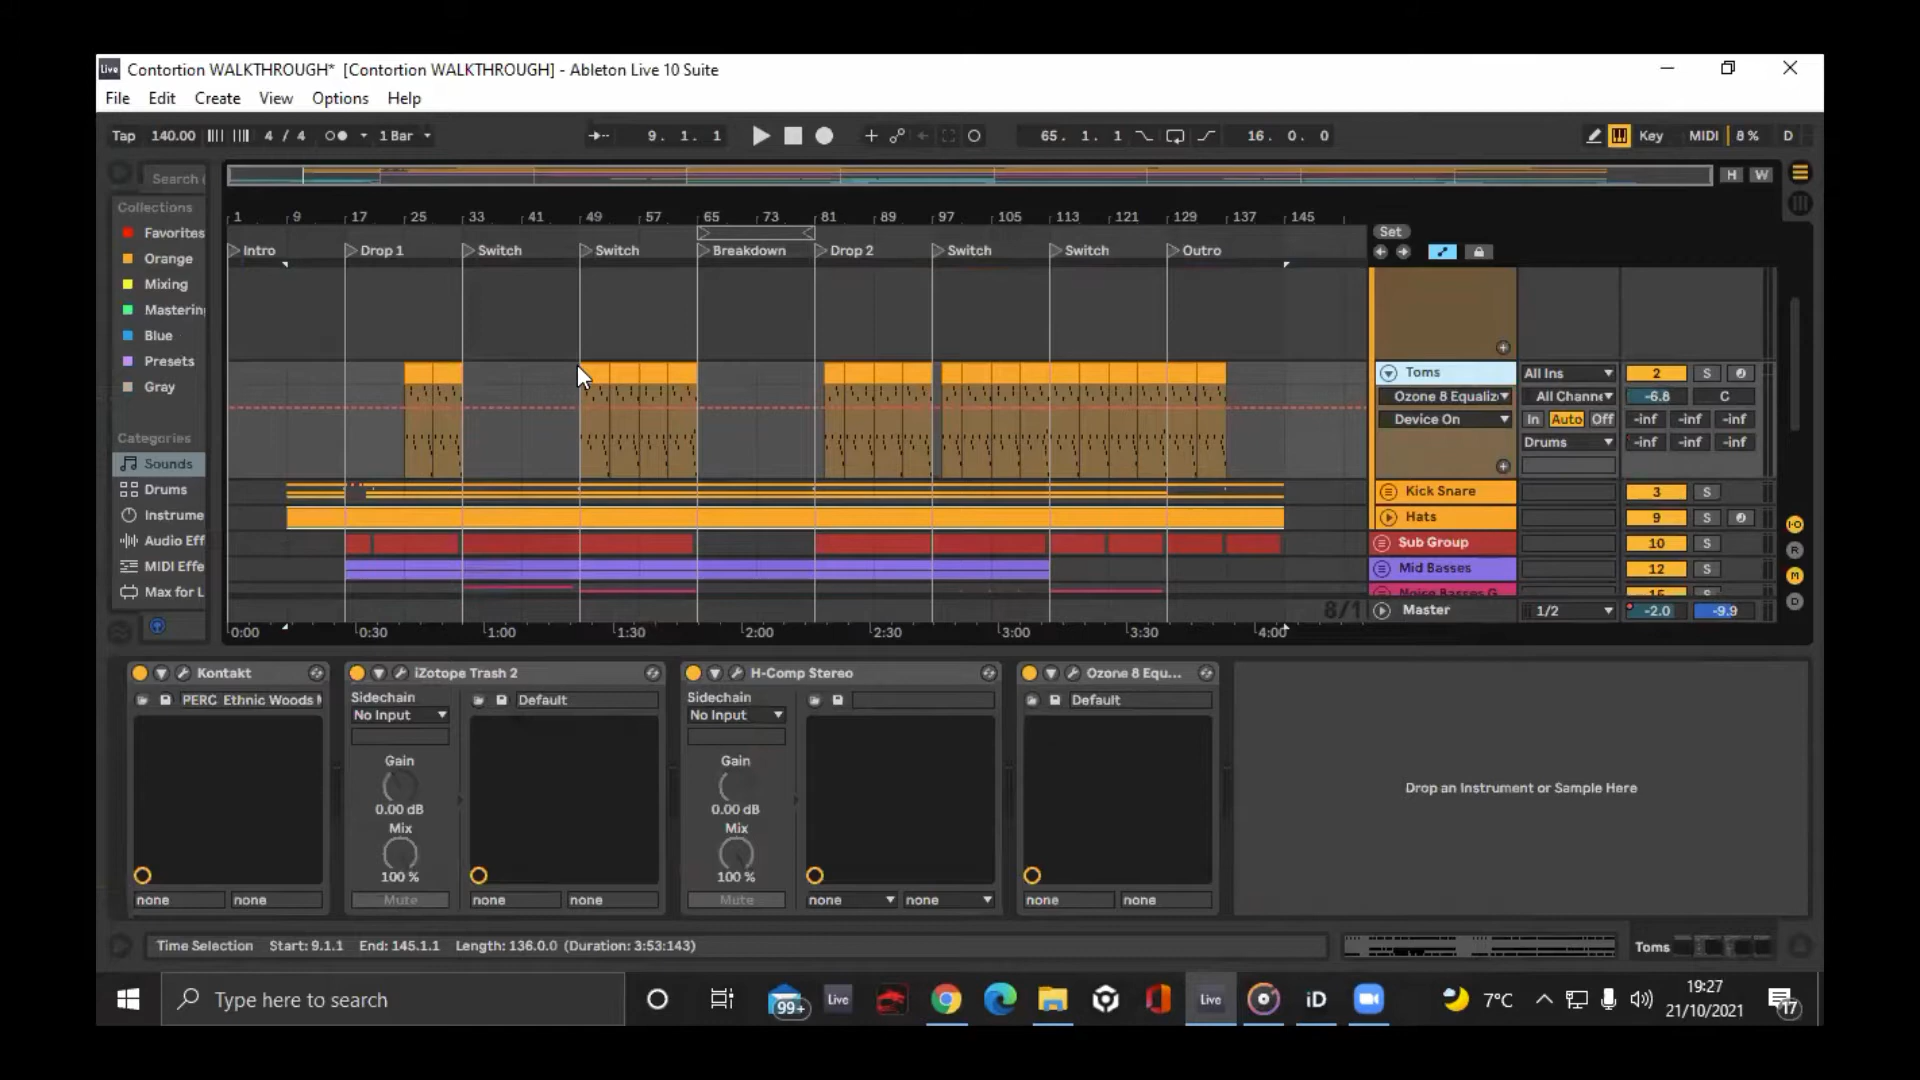 Contortion WALKTHROUGH* [Contortion WALKTHROUGH] - Ableton Live 10 Suite
File Edit Create View Options Help
Tap 140.00 4 / 4 1 Bar 9. 1. 1 65. 1. 1 16. 0. 0 Key MIDI 8% D
Search (
H W
Collections
Favorites
Orange
Mixing
Mastering
Blue
Presets
Gray
Categories
Sounds
Drums
Instrume
Audio Eff
MIDI Effe
Max for L
1 9 17 25 33 41 49 57 65 73 81 89 97 105 113 121 129 137 145
Set
Intro Drop 1 Switch Switch Breakdown Drop 2 Switch Switch Outro
Toms All Ins 2 S
Ozone 8 Equaliz All Channe -6.8 C
Device On In Auto Off -inf -inf -inf
Drums -inf -inf -inf
Kick Snare 3 S
Hats 9 S
Sub Group 10 S
Mid Basses 12 S
Noise Basses G 15 S
8/1 Master 1/2 -2.0 -9.9
0:00 0:30 1:00 1:30 2:00 2:30 3:00 3:30 4:00
Kontakt
PERC Ethnic Woods
none none
iZotope Trash 2
Sidechain
No Input Default
Gain
0.00 dB
Mix
100 %
Mute none none
H-Comp Stereo
Sidechain
No Input
Gain
0.00 dB
Mix
100 %
Mute none none
Ozone 8 Equ...
Default
none none
Drop an Instrument or Sample Here
Time Selection Start: 9.1.1 End: 145.1.1 Length: 136.0.0 (Duration: 3:53:143)
Toms
Type here to search
99+ Live Live iD
7°C
19:27
21/10/2021
17